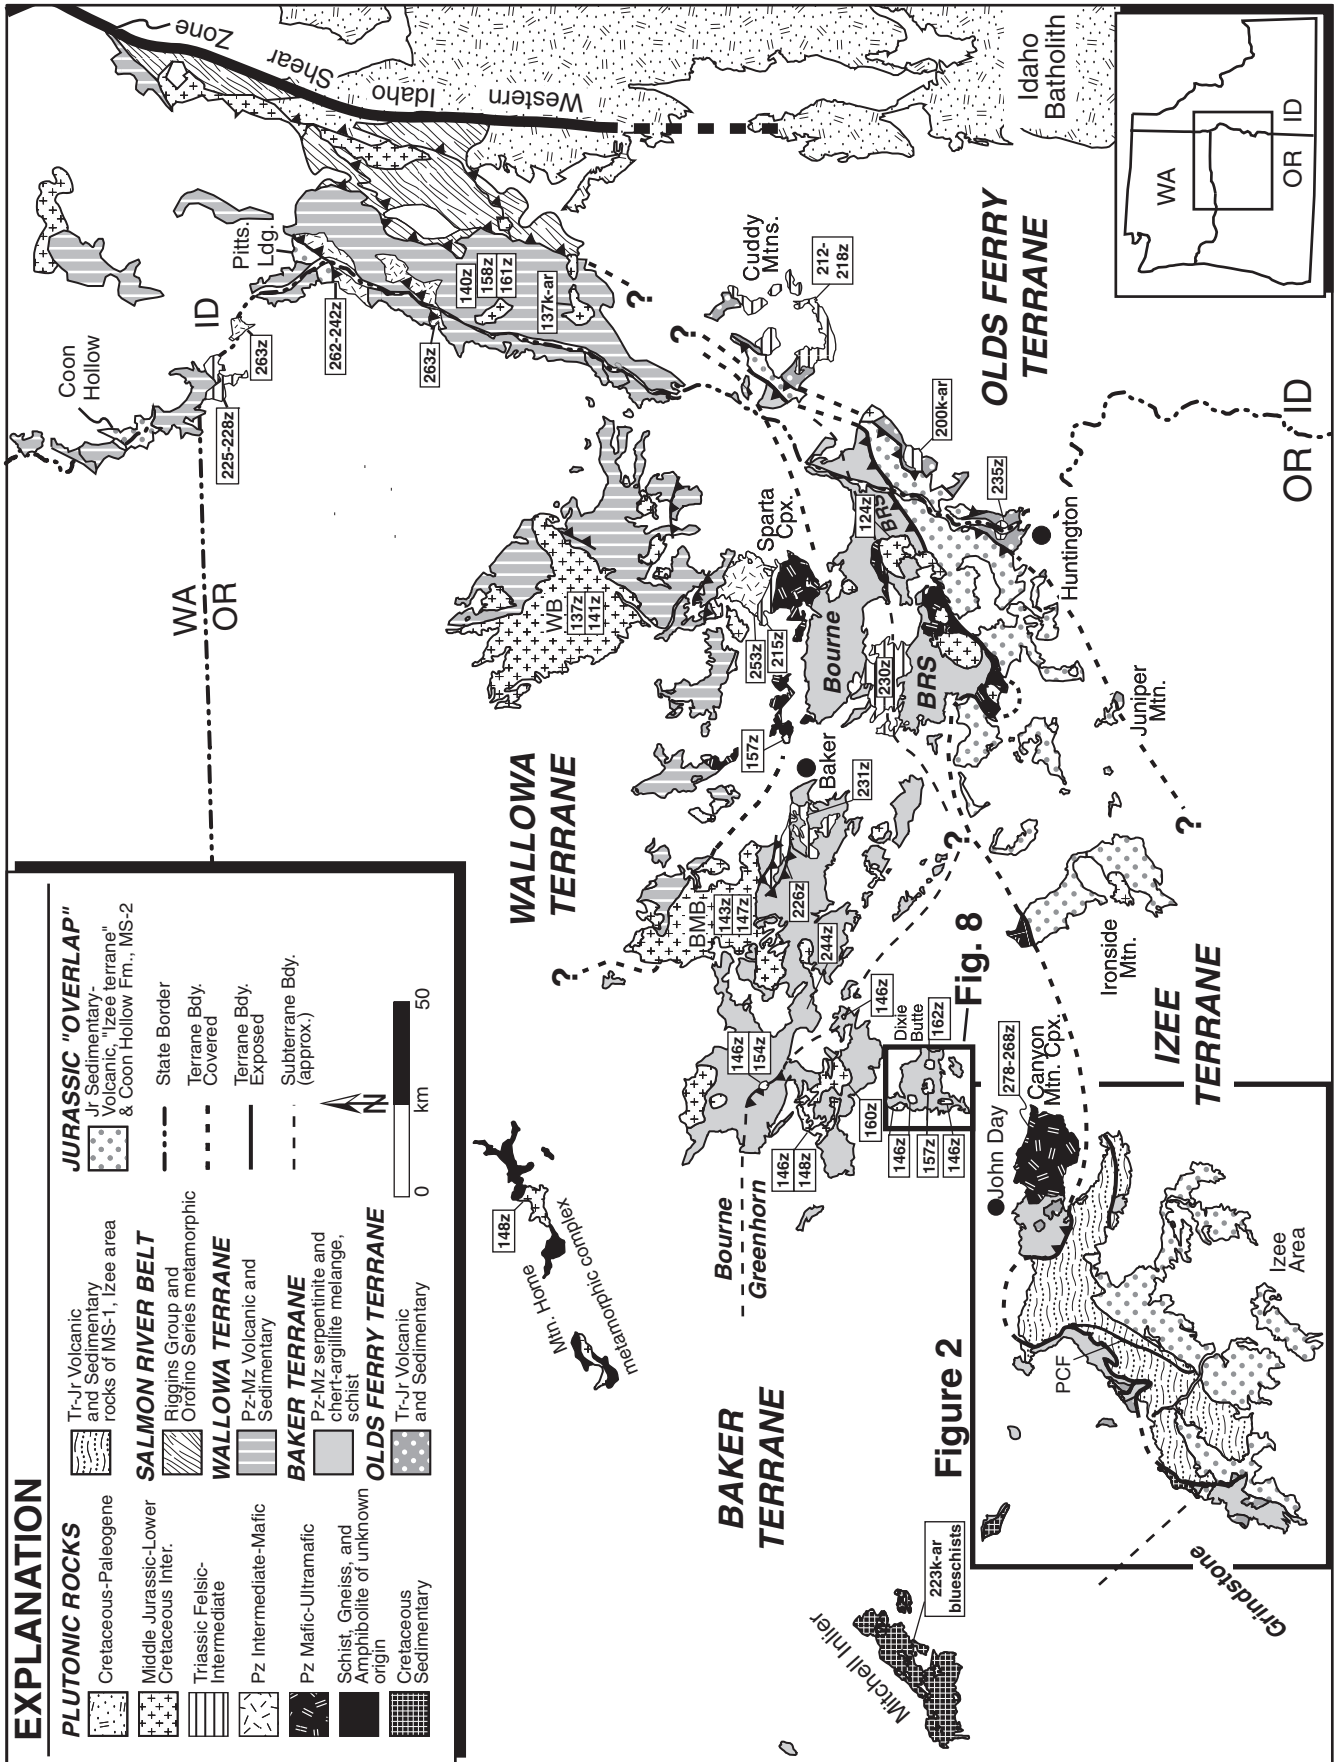 EXPLANATION
PLUTONIC ROCKS
Cretaceous-Paleogene
Middle Jurassic-Lower
Cretaceous Inter.
Triassic Felsic-
Intermediate
Pz Intermediate-Mafic
Pz Mafic-Ultramafic
Schist, Gneiss, and
Amphibolite of unknown
origin
Cretaceous
Sedimentary
Tr-Jr Volcanic
and Sedimentary
rocks of MS-1, Izee area
SALMON RIVER BELT
Riggins Group and
Orofino Series metamorphic
WALLOWA TERRANE
Pz-Mz Volcanic and
Sedimentary
BAKER TERRANE
Pz-Mz serpentinite and
chert-argillite melange,
schist
OLDS FERRY TERRANE
Tr-Jr Volcanic
and Sedimentary
JURASSIC "OVERLAP"
Jr Sedimentary-
Volcanic, "Izee terrane"
& Coon Hollow Fm., MS-2
State Border
Terrane Bdy.
Covered
Terrane Bdy.
Exposed
Subterrane Bdy.
(approx.)
N
0
km
50
WA
OR
Coon
Hollow
225-228z
ID
263z
Pitts.
Ldg.
262-242z
263z
140z
158z
161z
137k-ar
?
Western
Idaho
Shear
Zone
Idaho
Batholith
WA
OR
ID
WALLOWA
TERRANE
WB
137z
141z
Sparta
Cpx.
253z
215z
157z
Baker
Bourne
230z
BRS
BRS
124z
?
Cuddy
Mtns.
212-
218z
200k-ar
235z
Huntington
OLDS FERRY
TERRANE
OR
ID
Juniper
Mtn.
?
231z
BMB
143z
147z
226z
244z
?
?
146z
154z
146z
148z
160z
146z
Dixie
Butte
162z
146z
157z
146z
Fig. 8
Ironside
Mtn.
IZEE
TERRANE
278-268z
Canyon
Mtn. Cpx.
John Day
148z
Mtn. Home
metamorphic complex
Bourne
Greenhorn
BAKER
TERRANE
Figure 2
PCF
Izee
Area
Grindstone
223k-ar
blueschists
Mitchell Inlier